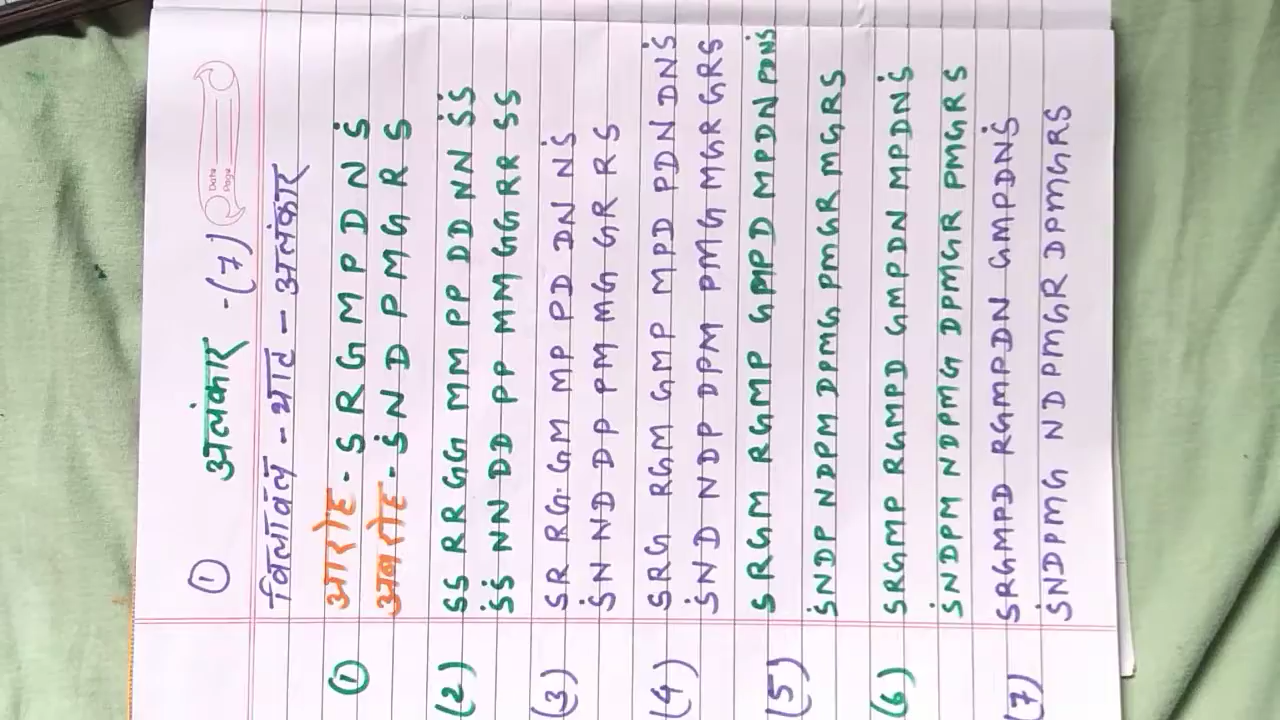 Date
Page
① अलंकार -(7)
विलावल - थाट - अलंकार
① आरोह - S R G M P D N Ṡ
अवरोह - Ṡ N D P M G R S
(2) SS RR GG MM PP DD NN ṠṠ
ṠṠ NN DD PP MM GG RR SS
(3) SR RG GM MP PD DN NṠ
ṠN ND DP PM MG GR RS
(4) SRG RGM GMP MPD PDN DNṠ
ṠND NDP DPM PMG MGR GRS
(5) SRGM RGMP GMPD MPDN PDNṠ
ṠNDP NDPM DPMG PMGR MGRS
(6) SRGMP RGMPD GMPDN MPDNṠ
ṠNDPM NDPMG DPMGR PMGRS
(7) SRGMPD RGMPDN GMPDNṠ
ṠNDPMG NDPMGR DPMGRS